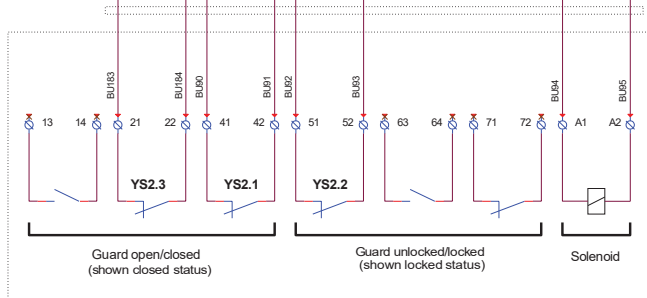 BU183 BU184 BU90 BU91 BU92 BU93 BU94 BU95
13 14 21 22 41 42 51 52 63 64 71 72 A1 A2
YS2.3 YS2.1 YS2.2
Guard open/closed
(shown closed status)
Guard unlocked/locked
(shown locked status)
Solenoid